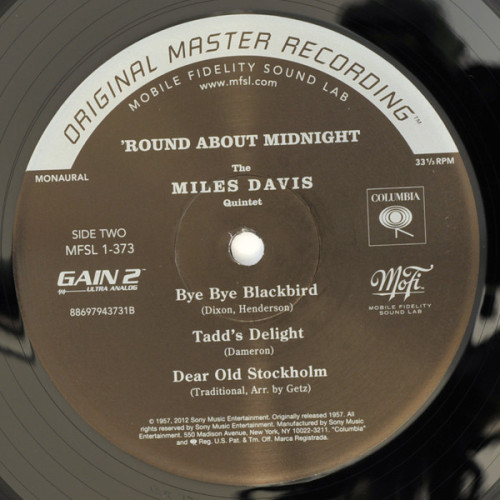 ORIGINAL MASTER RECORDING™
MOBILE FIDELITY SOUND LAB
www.mfsl.com
'ROUND ABOUT MIDNIGHT
MONAURAL
The
33⅓ RPM
MILES DAVIS
Quintet
COLUMBIA
SIDE TWO
MFSL 1-373
GAIN 2™
ULTRA ANALOG
88697943731B
MoFi
MOBILE FIDELITY
SOUND LAB
Bye Bye Blackbird
(Dixon, Henderson)
Tadd's Delight
(Dameron)
Dear Old Stockholm
(Traditional, Arr. by Getz)
℗ 1957, 2012 Sony Music Entertainment. Originally released 1957. All
rights reserved by Sony Music Entertainment. Manufactured by Sony Music
Entertainment. 550 Madison Avenue, New York, NY 10022-3211. "Columbia"
and Reg. U.S. Pat. & Tm. Off. Marca Registrada.